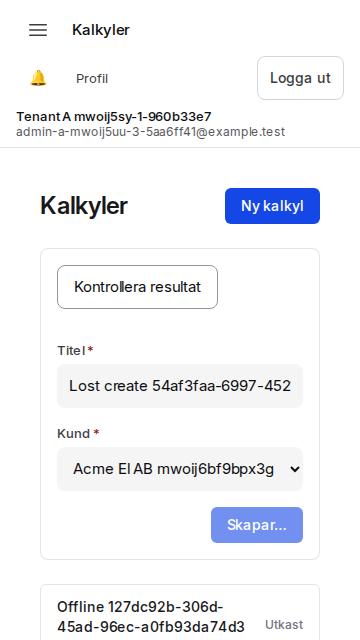 Kalkyler
🔔 Profil Logga ut
Tenant A mwoij5sy-1-960b33e7
admin-a-mwoij5uu-3-5aa6ff41@example.test
Kalkyler Ny kalkyl
Kontrollera resultat
Titel *
Lost create 54af3faa-6997-452
Kund *
Acme El AB mwoij6bf9bpx3g
Skapar...
Offline 127dc92b-306d-
45ad-96ec-a0fb93da74d3 Utkast